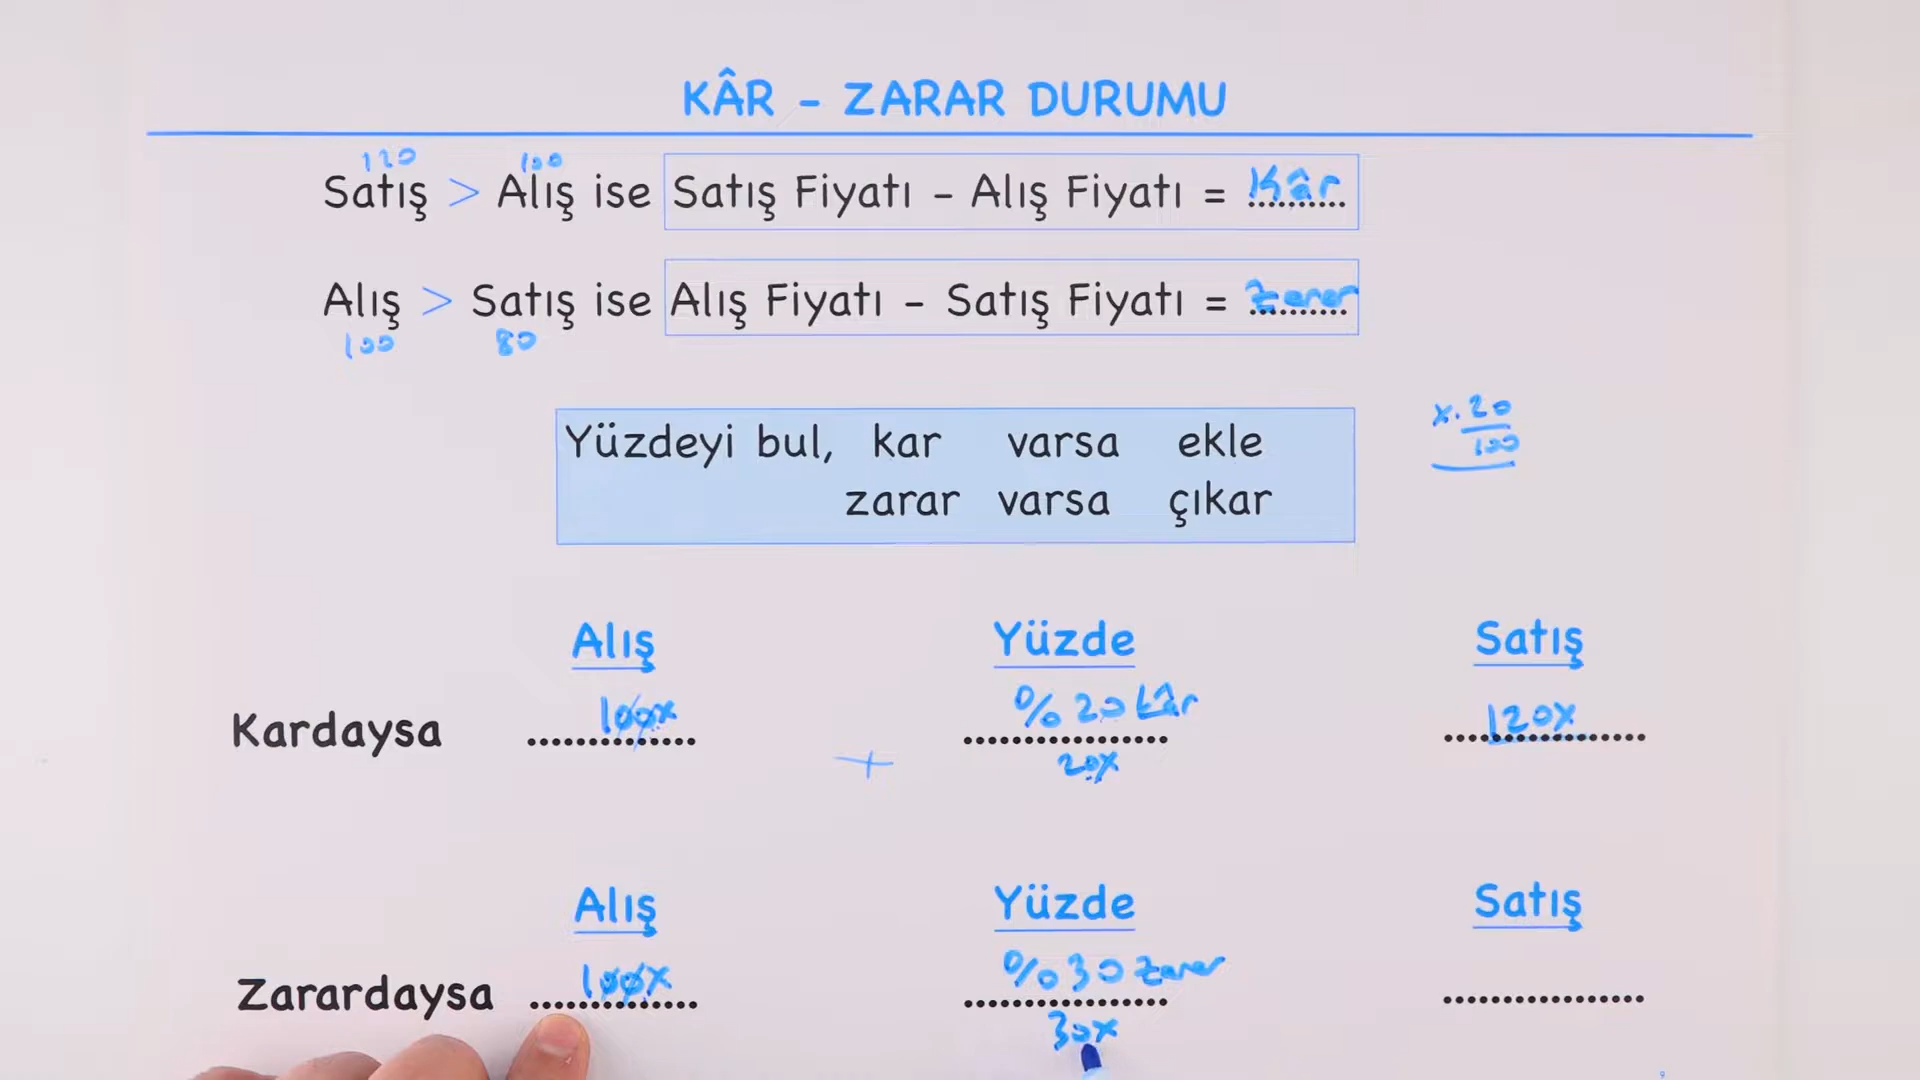 KÂR - ZARAR DURUMU
120 100
Satış > Alış ise Satış Fiyatı - Alış Fiyatı = Kâr
Alış > Satış ise Alış Fiyatı - Satış Fiyatı = Zarar
100 80
Yüzdeyi bul, kar varsa ekle
zarar varsa çıkar
x. 20
100
Alış Yüzde Satış
Kardaysa 100x + %20 kâr 120x
20x
Alış Yüzde Satış
Zarardaysa 100x %30 zarar
30x